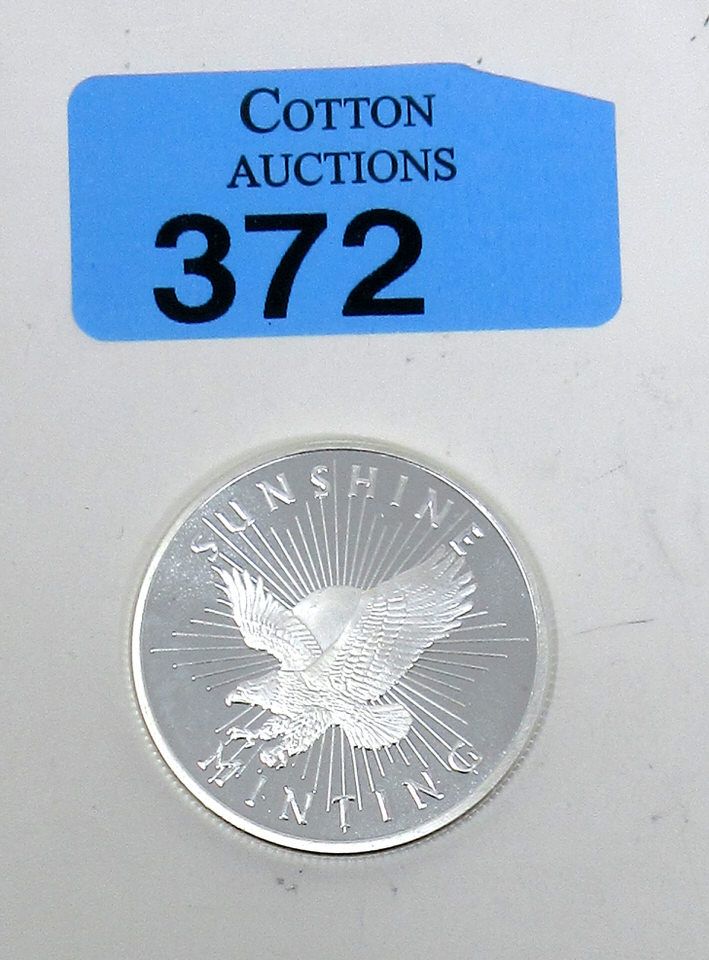 COTTON
AUCTIONS
372
SUNSHINE
MINTING